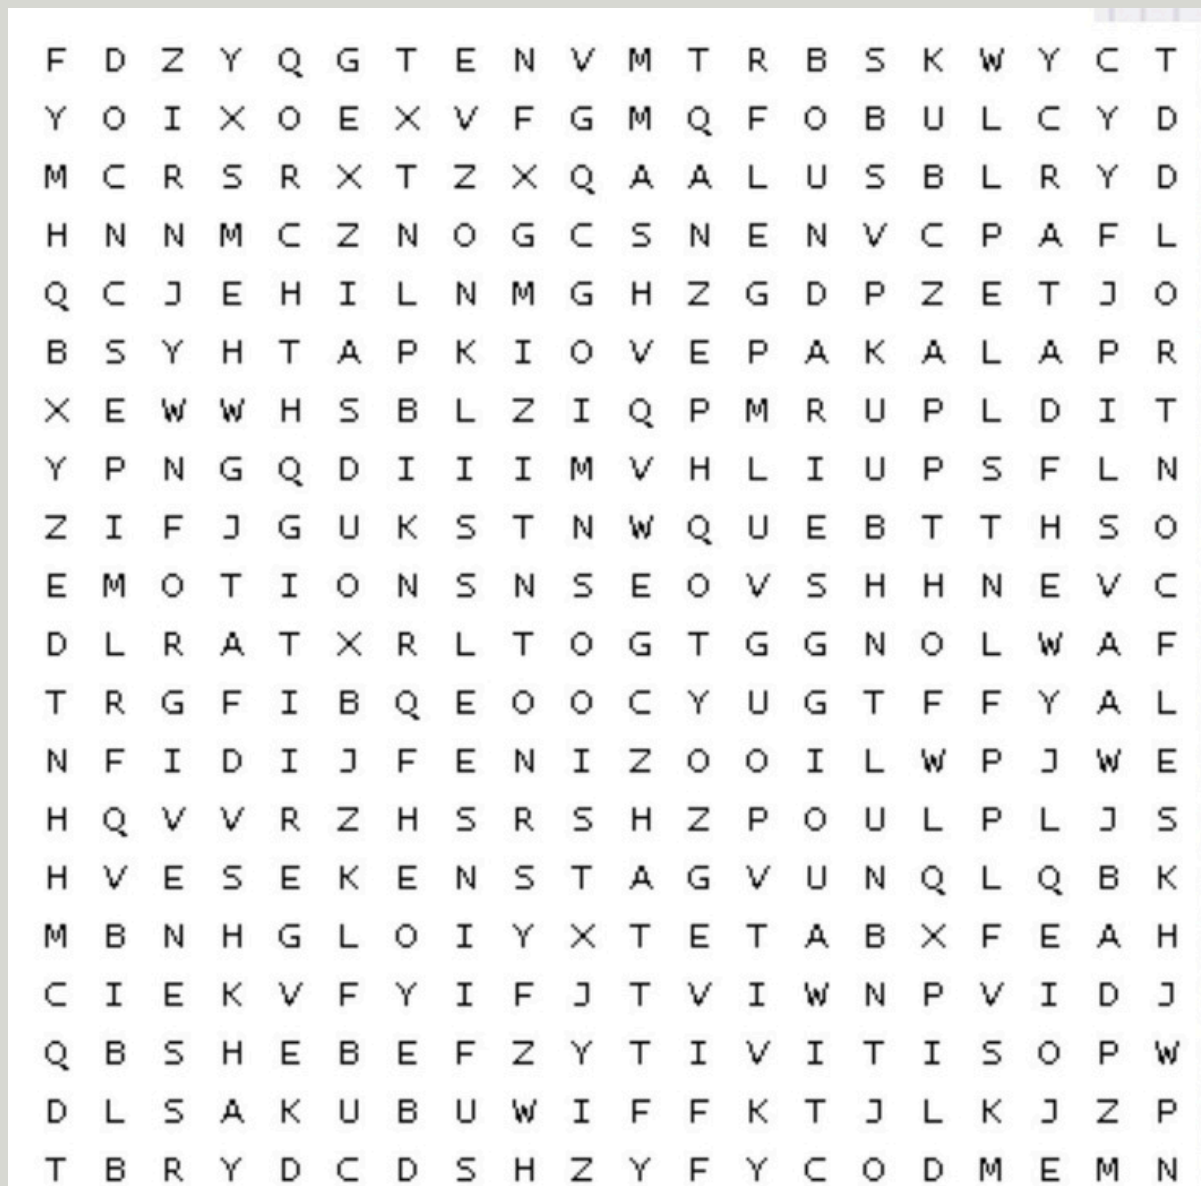 F D Z Y Q G T E N V M T R B S K W Y C T
Y O I X O E X V F G M Q F O B U L C Y D
M C R S R X T Z X Q A A L U S B L R Y D
H N N M C Z N O G C S N E N V C P A F L
Q C J E H I L N M G H Z G D P Z E T J O
B S Y H T A P K I O V E P A K A L A P R
X E W W H S B L Z I Q P M R U P L D I T
Y P N G Q D I I I M V H L I U P S F L N
Z I F J G U K S T N W Q U E B T T H S O
E M O T I O N S N S E O V S H H N E V C
D L R A T X R L T O G T G G N O L W A F
T R G F I B Q E O O C Y U G T F F Y A L
N F I D I J F E N I Z O O I L W P J W E
H Q V V R Z H S R S H Z P O U L P L J S
H V E S E K E N S T A G V U N Q L Q B K
M B N H G L O I Y X T E T A B X F E A H
C I E K V F Y I F J T V I W N P V I D J
Q B S H E B E F Z Y T I V I T I S O P W
D L S A K U B U W I F F K T J L K J Z P
T B R Y D C D S H Z Y F Y C O D M E M N